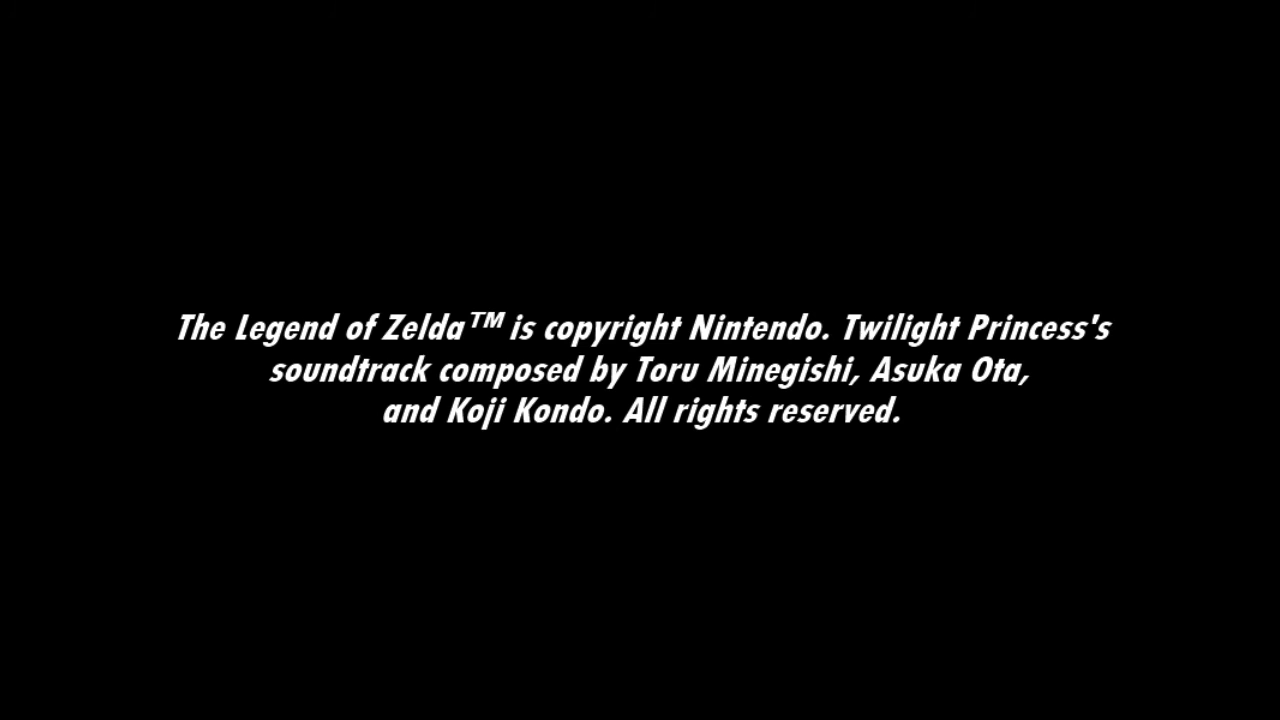 The Legend of Zelda™ is copyright Nintendo. Twilight Princess's
soundtrack composed by Toru Minegishi, Asuka Ota,
and Koji Kondo. All rights reserved.